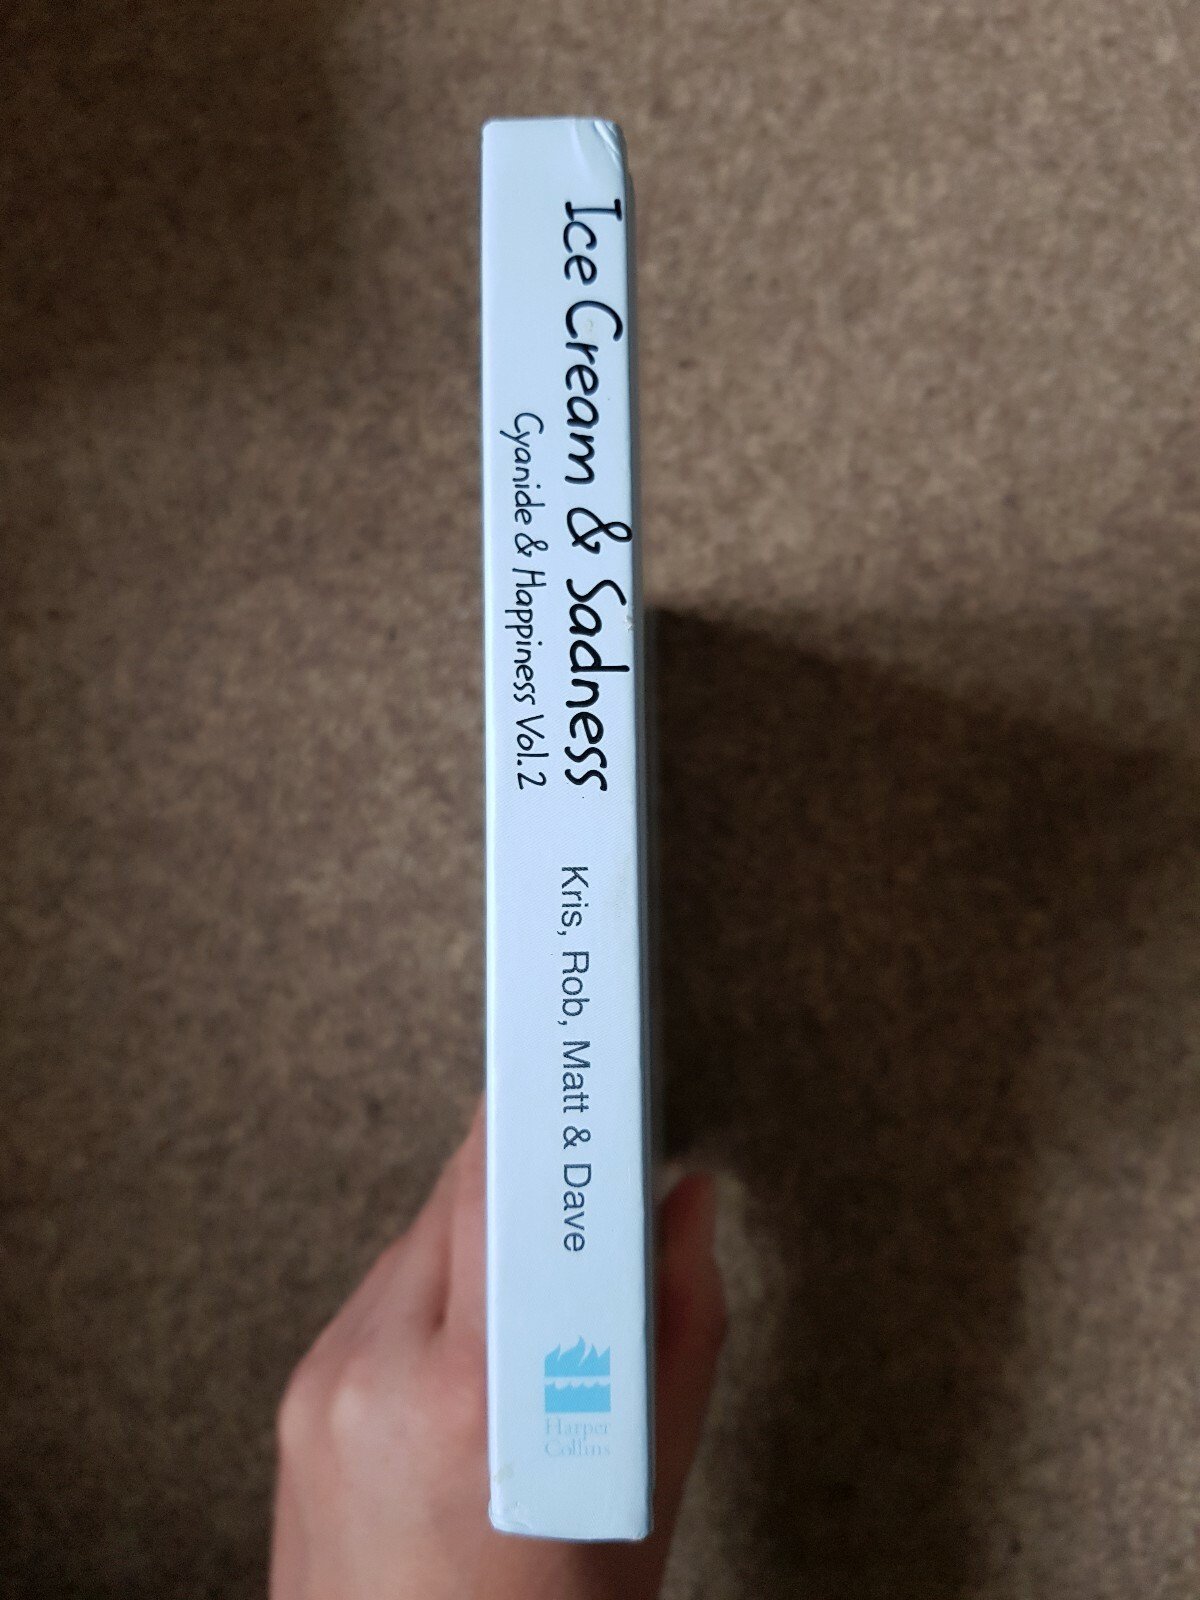 Ice Cream & Sadness
Cyanide & Happiness Vol.2
Kris, Rob, Matt & Dave
Harper
Collins